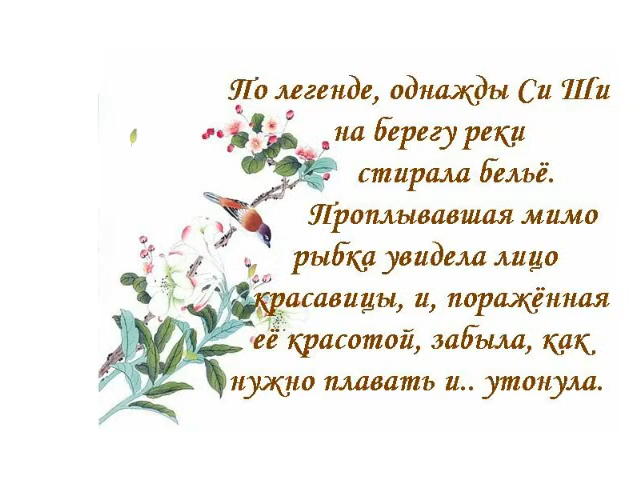 По легенде, однажды Си Ши
на берегу реки
стирала бельё.
Проплывавшая мимо
рыбка увидела лицо
красавицы, и, поражённая
её красотой, забыла, как
нужно плавать и.. утонула.